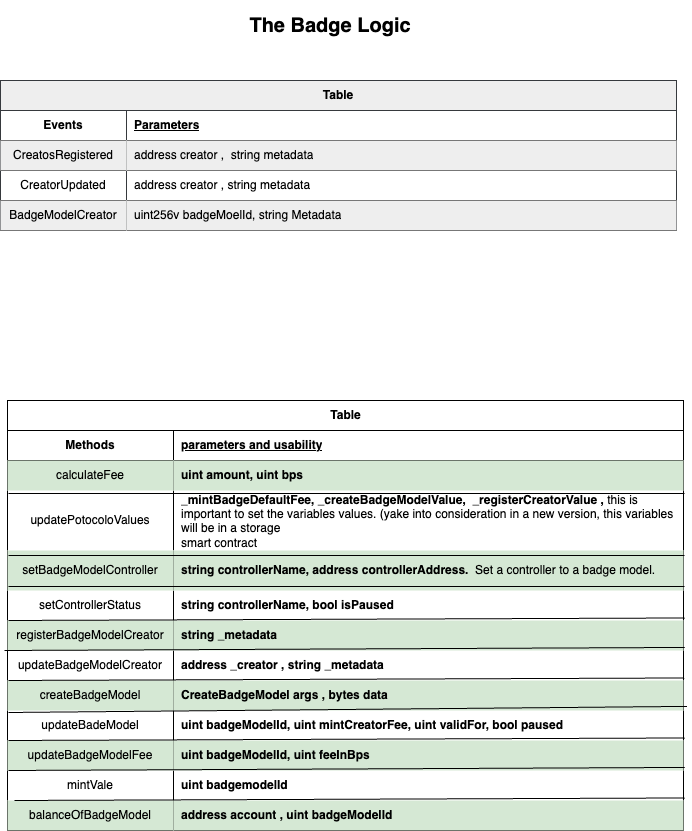 The Badge Logic
Table
Events Parameters
CreatosRegistered address creator , string metadata
CreatorUpdated address creator , string metadata
BadgeModelCreator uint256v badgeMoelId, string Metadata
Table
Methods parameters and usability
calculateFee uint amount, uint bps
updatePotocoloValues _mintBadgeDefaultFee, _createBadgeModelValue, _registerCreatorValue , this is
important to set the variables values. (yake into consideration in a new version, this variables
will be in a storage
smart contract
setBadgeModelController string controllerName, address controllerAddress. Set a controller to a badge model.
setControllerStatus string controllerName, bool isPaused
registerBadgeModelCreator string _metadata
updateBadgeModelCreator address _creator , string _metadata
createBadgeModel CreateBadgeModel args , bytes data
updateBadeModel uint badgeModelId, uint mintCreatorFee, uint validFor, bool paused
updateBadgeModelFee uint badgeModelId, uint feeInBps
mintVale uint badgemodelId
balanceOfBadgeModel address account , uint badgeModelId